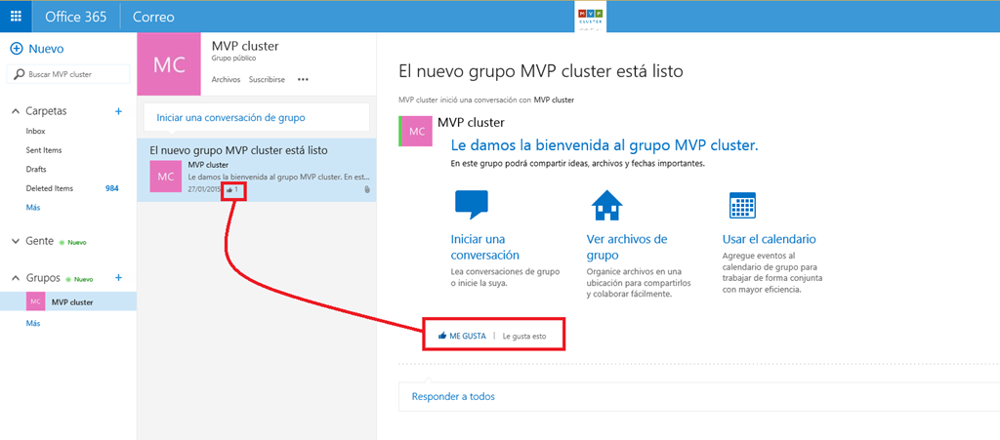 Office 365
Correo
MVP
CLUSTER
Nuevo
Buscar MVP cluster
Carpetas
Inbox
Sent Items
Drafts
Deleted Items 984
Más
Gente Nuevo
Grupos Nuevo
MC MVP cluster
Más
MC
MVP cluster
Grupo público
Archivos Suscribirse
Iniciar una conversación de grupo
El nuevo grupo MVP cluster está listo
MC
MVP cluster
Le damos la bienvenida al grupo MVP cluster. En est...
27/01/2015 1
El nuevo grupo MVP cluster está listo
MVP cluster inició una conversación con MVP cluster
MC
MVP cluster
Le damos la bienvenida al grupo MVP cluster.
En este grupo podrá compartir ideas, archivos y fechas importantes.
Iniciar una
conversación
Lea conversaciones de grupo
o inicie la suya.
Ver archivos de
grupo
Organice archivos en una
ubicación para compartirlos
y colaborar fácilmente.
Usar el calendario
Agregue eventos al
calendario de grupo para
trabajar de forma conjunta
con mayor eficiencia.
ME GUSTA | Le gusta esto
Responder a todos